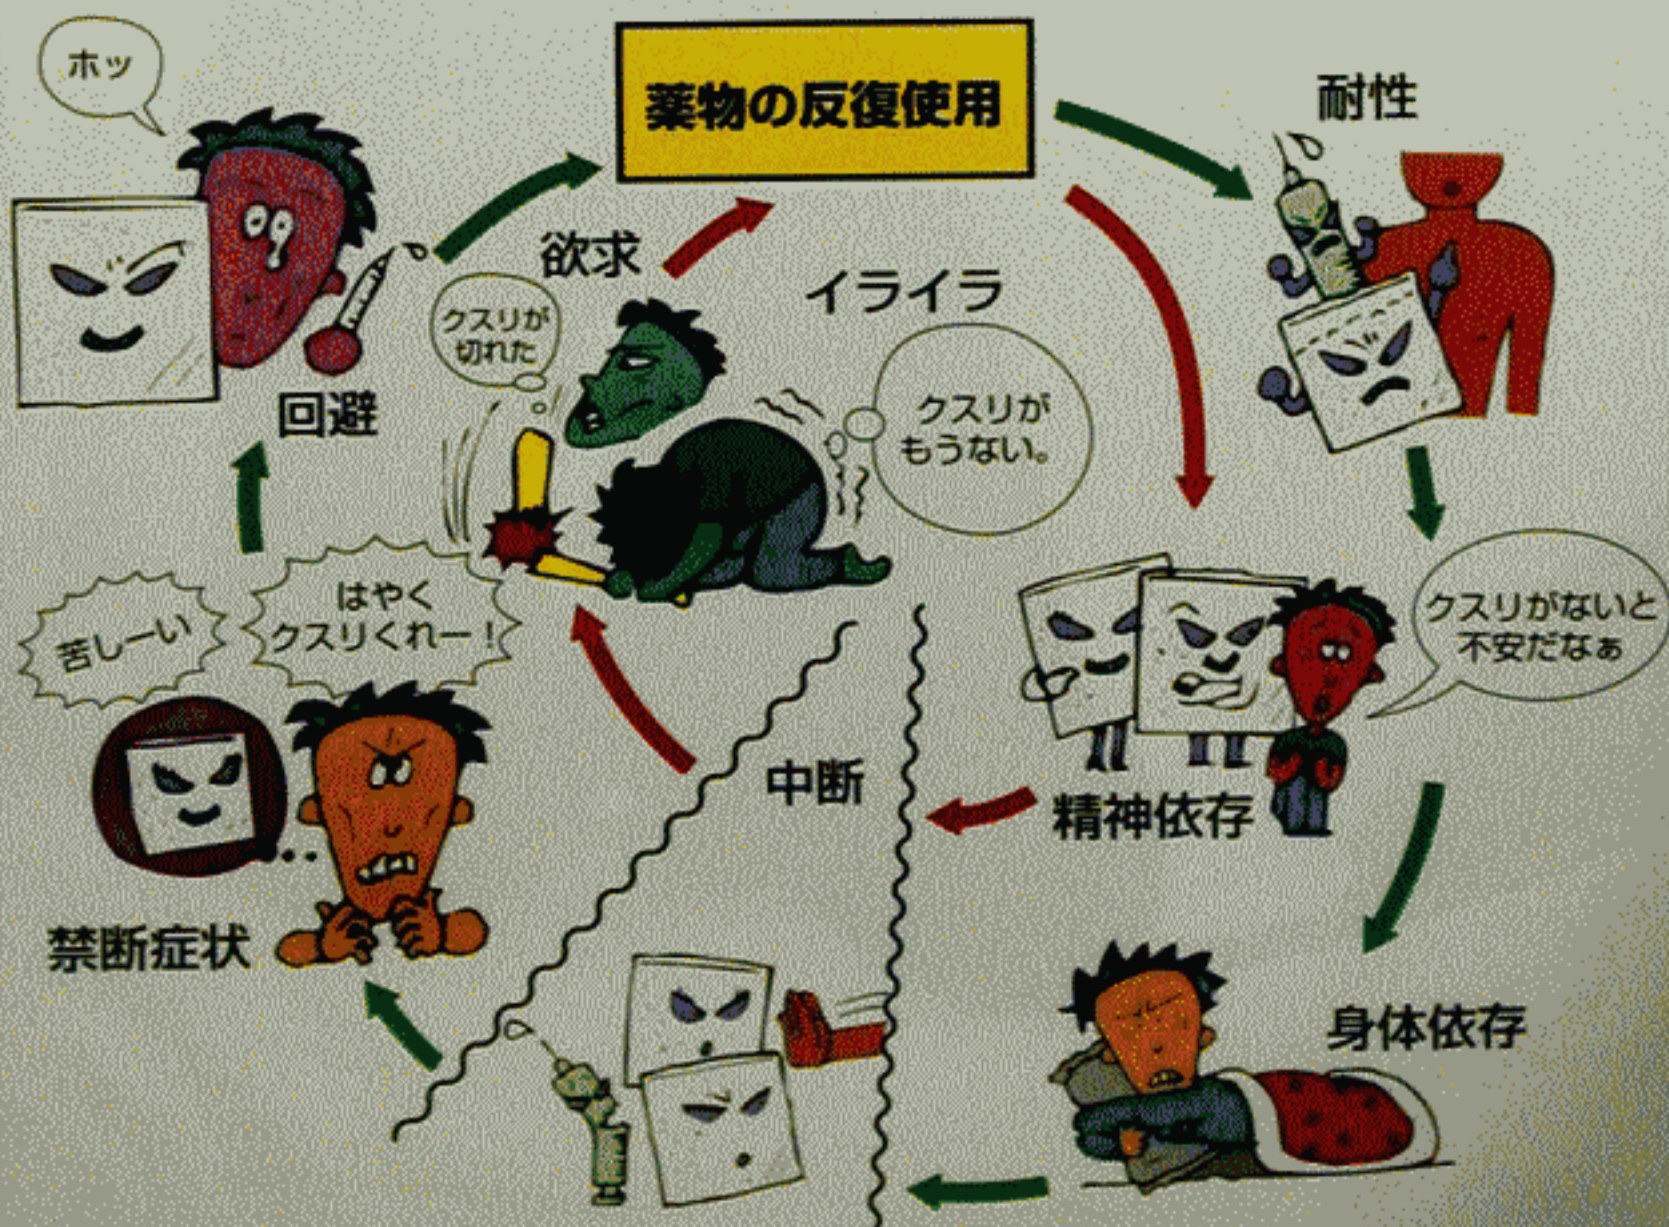 ホッ
薬物の反復使用
耐性
欲求
イライラ
クスリが
切れた
クスリが
もうない。
回避
はやく
クスリくれー！
苦しーい
クスリがないと
不安だなぁ
中断
精神依存
禁断症状
身体依存